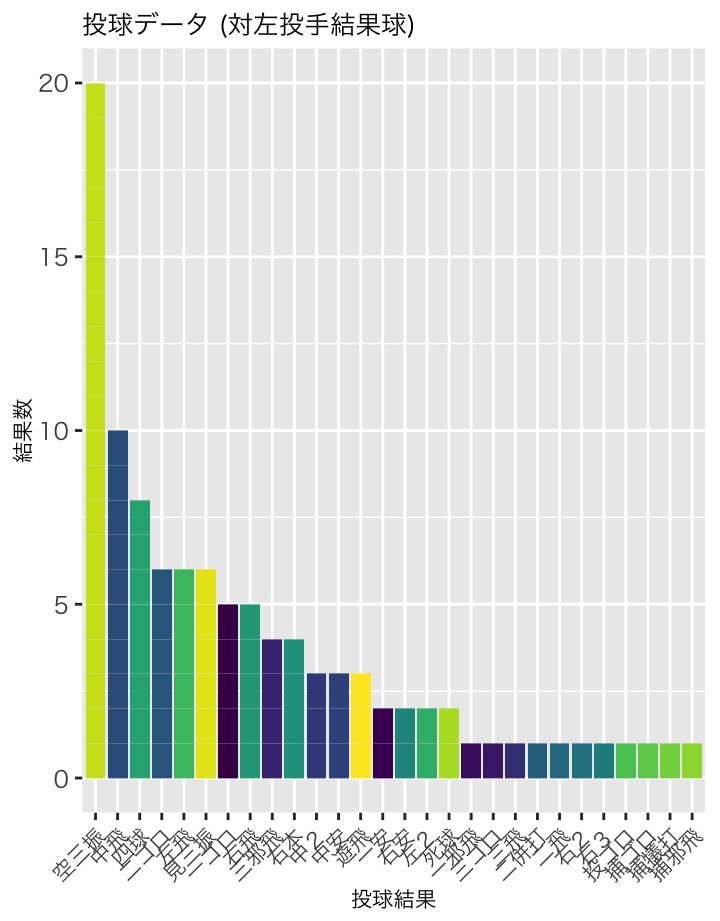 投球データ (対左投手結果球)
20
15
10
5
0
結果数
空三振
中飛
四球
二ゴロ
左飛
見三振
一ゴロ
右飛
三邪飛
右本
中２
中安
遊飛
一安
右安
左２
死球
一邪飛
三ゴロ
三飛
二併打
二飛
右２
右３
投ゴロ
捕ゴロ
捕犠打
捕邪飛
投球結果